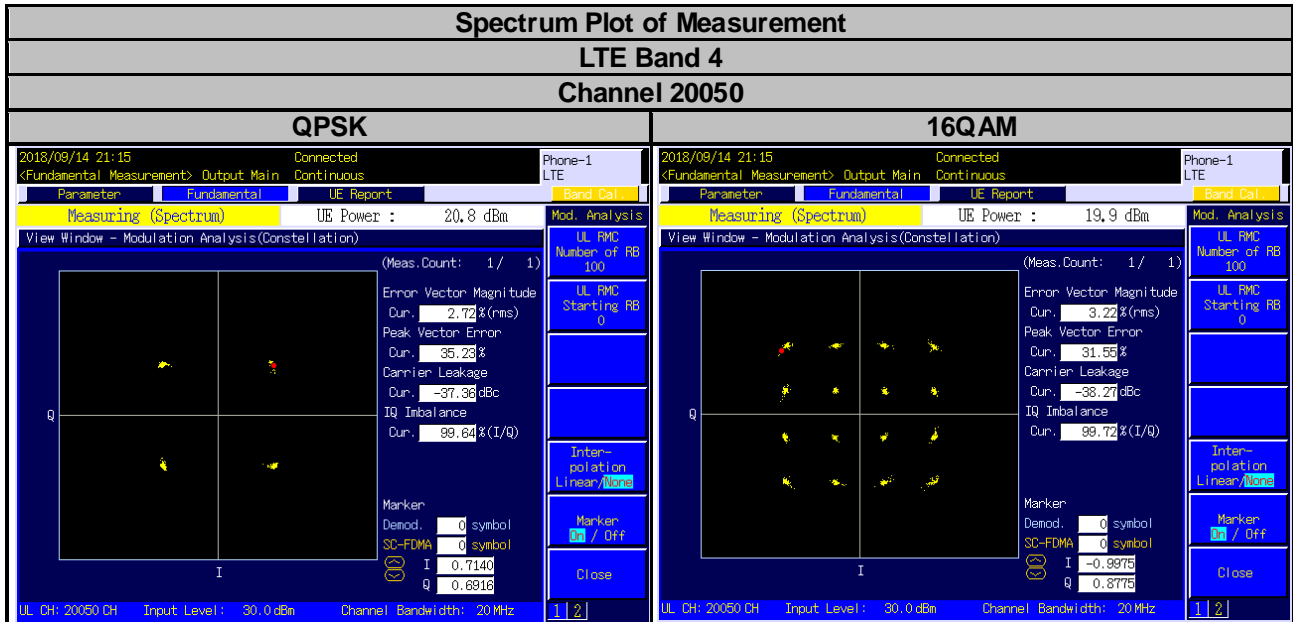 Spectrum Plot of Measurement
LTE Band 4
Channel 20050
QPSK
2018/09/14 21:15 Connected
<Fundamental Measurement> Output Main Continuous
Phone-1
LTE
Parameter Fundamental UE Report Band Cal.
Measuring (Spectrum) UE Power : 20.8 dBm Mod. Analysis
View Window - Modulation Analysis(Constellation)
(Meas.Count: 1/ 1)
Error Vector Magnitude
Cur. 2.72 %(rms)
Peak Vector Error
Cur. 35.23 %
Carrier Leakage
Cur. -37.36 dBc
IQ Imbalance
Cur. 99.64 %(I/Q)
Q
I
Marker
Demod. 0 symbol
SC-FDMA 0 symbol
I 0.7140
Q 0.6916
UL RMC
Number of RB
100
UL RMC
Starting RB
0
Inter-
polation
Linear/None
Marker
On / Off
Close
UL CH: 20050 CH Input Level: 30.0 dBm Channel Bandwidth: 20 MHz 1 2
16QAM
2018/09/14 21:15 Connected
<Fundamental Measurement> Output Main Continuous
Phone-1
LTE
Parameter Fundamental UE Report Band Cal.
Measuring (Spectrum) UE Power : 19.9 dBm Mod. Analysis
View Window - Modulation Analysis(Constellation)
(Meas.Count: 1/ 1)
Error Vector Magnitude
Cur. 3.22 %(rms)
Peak Vector Error
Cur. 31.55 %
Carrier Leakage
Cur. -38.27 dBc
IQ Imbalance
Cur. 99.72 %(I/Q)
Q
I
Marker
Demod. 0 symbol
SC-FDMA 0 symbol
I -0.9975
Q 0.8775
UL RMC
Number of RB
100
UL RMC
Starting RB
0
Inter-
polation
Linear/None
Marker
On / Off
Close
UL CH: 20050 CH Input Level: 30.0 dBm Channel Bandwidth: 20 MHz 1 2